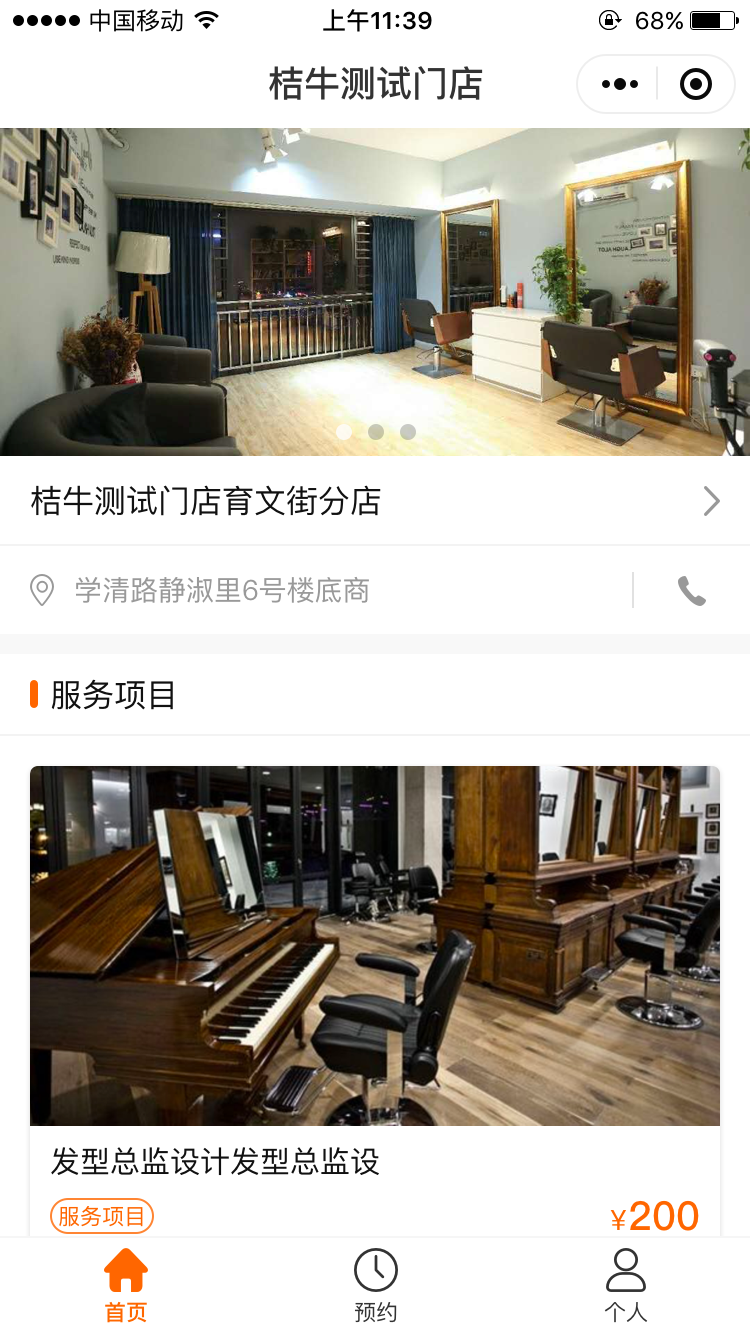 中国移动 上午11:39 68%
桔牛测试门店
桔牛测试门店育文街分店
学清路静淑里6号楼底商
服务项目
发型总监设计发型总监设
服务项目 ¥200
首页 预约 个人